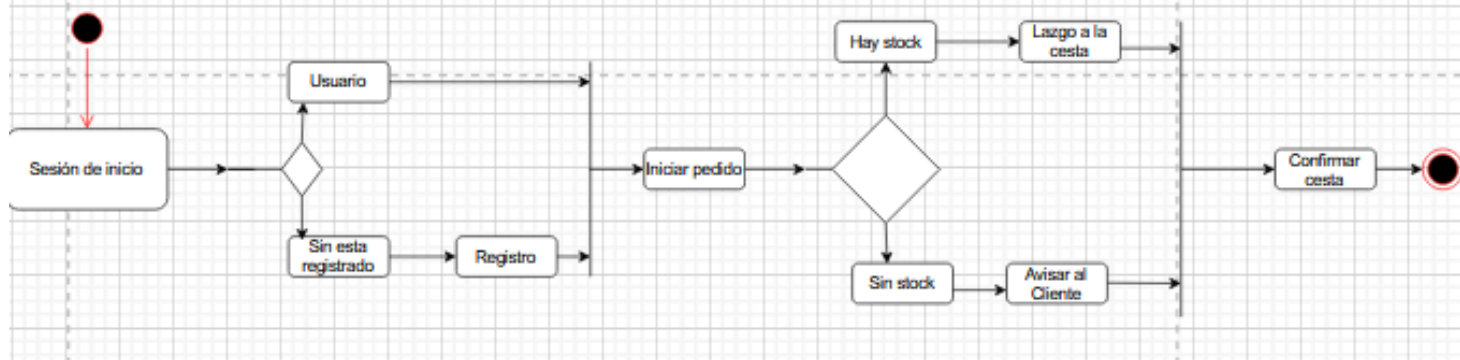 Sesión de inicio
Usuario
Sin esta
registrado
Registro
Iniciar pedido
Hay stock
Lazgo a la
cesta
Sin stock
Avisar al
Cliente
Confirmar
cesta